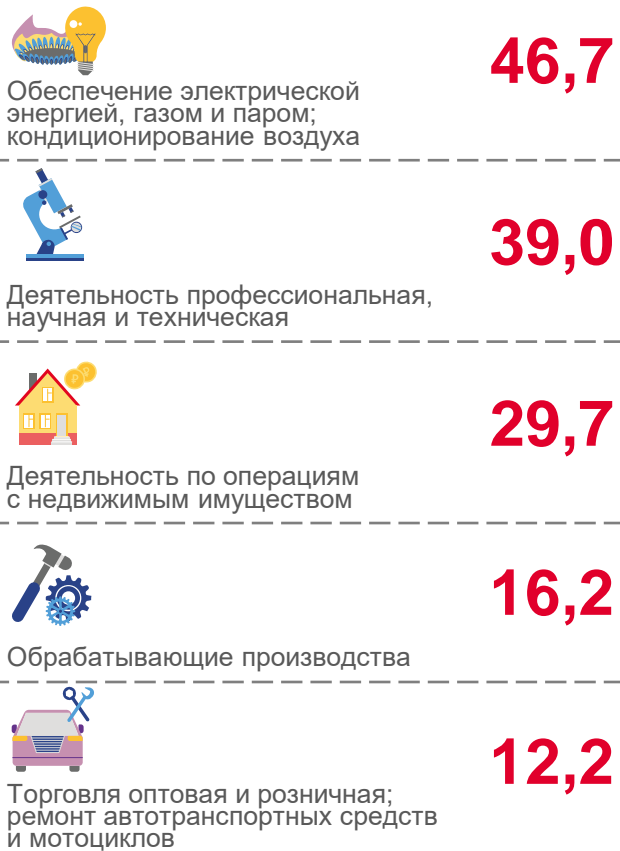 46,7
Обеспечение электрической
энергией, газом и паром;
кондиционирование воздуха
39,0
Деятельность профессиональная,
научная и техническая
29,7
Деятельность по операциям
с недвижимым имуществом
16,2
Обрабатывающие производства
12,2
Торговля оптовая и розничная;
ремонт автотранспортных средств
и мотоциклов